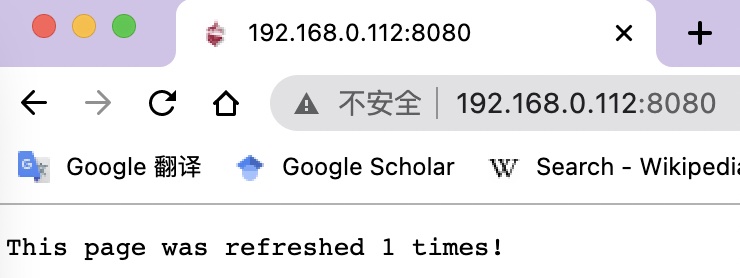 192.168.0.112:8080
不安全 192.168.0.112:8080
Google 翻译 Google Scholar W Search - Wikipedia
This page was refreshed 1 times!